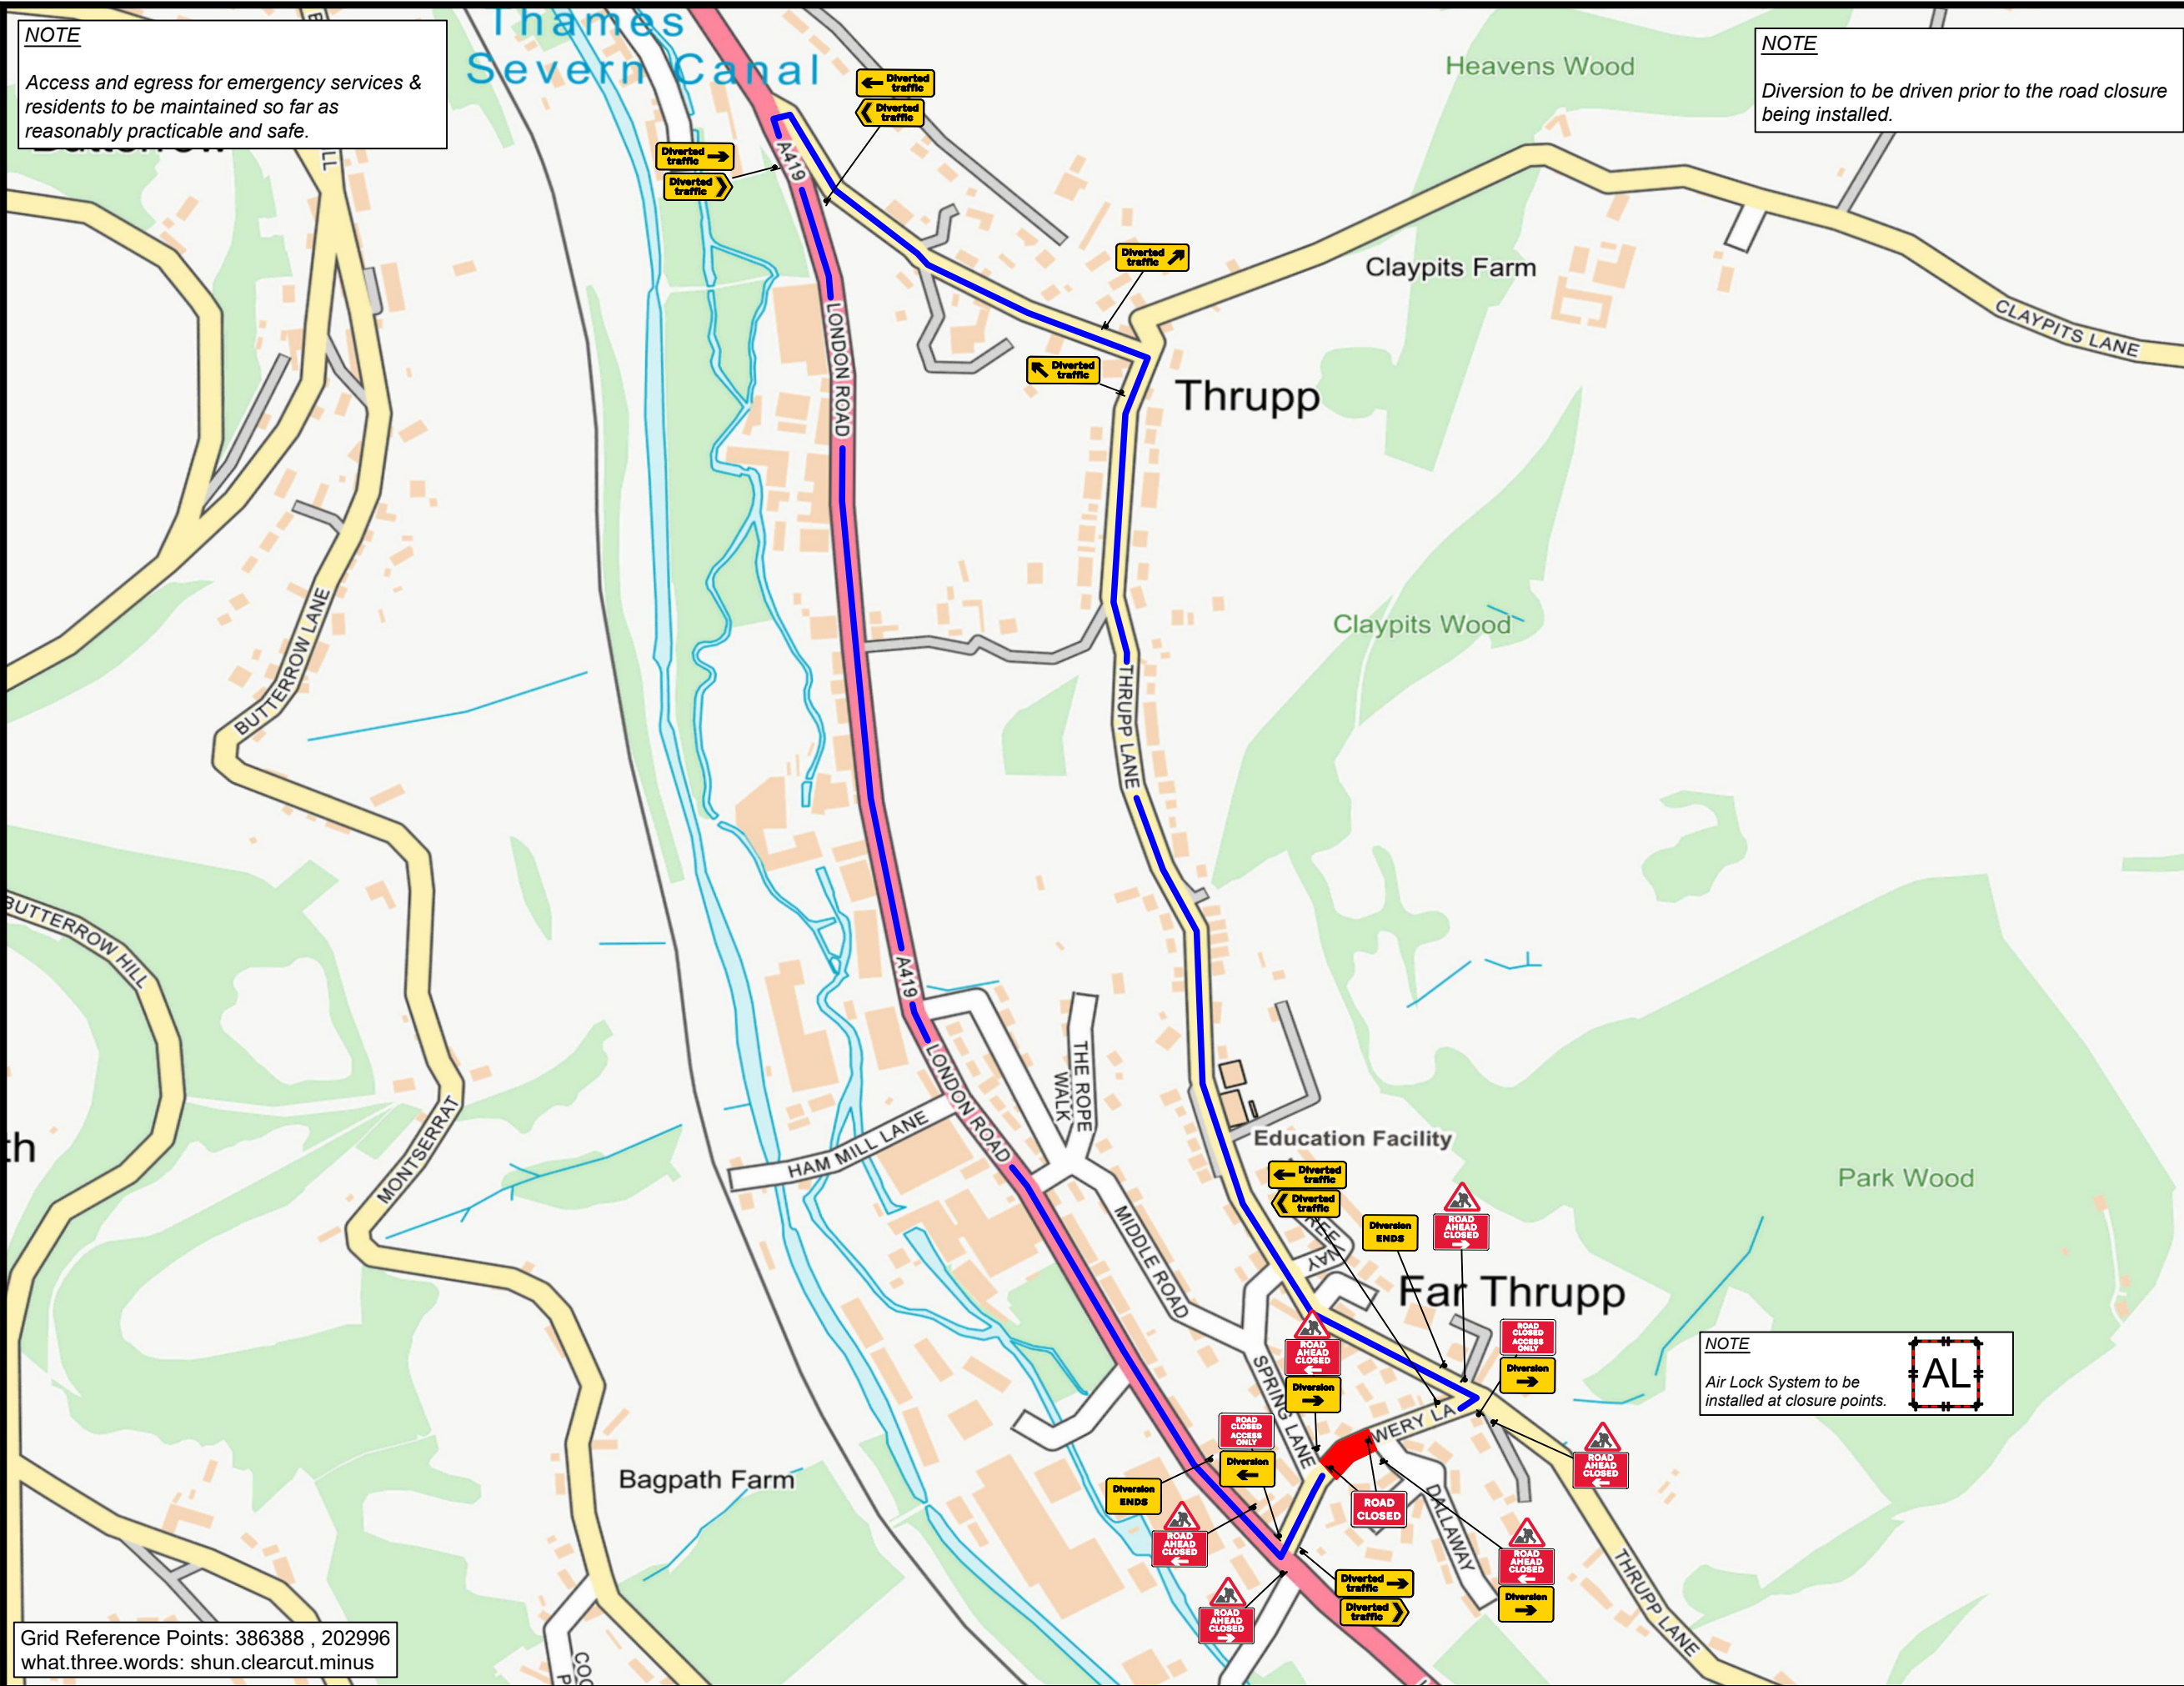 NOTE
Access and egress for emergency services &
residents to be maintained so far as
reasonably practicable and safe.
Thames
Severn Canal
Heavens Wood
NOTE
Diversion to be driven prior to the road closure
being installed.
Diverted
traffic
Diverted
traffic
Diverted
traffic
Diverted
traffic
A419
Diverted
traffic
Claypits Farm
CLAYPITS LANE
LONDON ROAD
Diverted
traffic
Thrupp
BUTTERROW LANE
Claypits Wood
THRUPP LANE
BUTTERROW HILL
A419
LONDON ROAD
THE ROPE
WALK
HAM MILL LANE
MONTSERRAT
th
Education Facility
Park Wood
Diverted
traffic
Diverted
traffic
Diversion
ENDS
ROAD
AHEAD
CLOSED
MIDDLE ROAD
Far Thrupp
ROAD
AHEAD
CLOSED
Diversion
ROAD
CLOSED
ACCESS
ONLY
Diversion
NOTE
Air Lock System to be
installed at closure points.
AL
SPRING LANE
WERY LA
ROAD
CLOSED
ACCESS
ONLY
Diversion
ROAD
AHEAD
CLOSED
Bagpath Farm
Diversion
ENDS
ROAD
CLOSED
DALLAWAY
ROAD
AHEAD
CLOSED
ROAD
AHEAD
CLOSED
Diversion
Diverted
traffic
Diverted
traffic
ROAD
AHEAD
CLOSED
THRUPP LANE
Grid Reference Points: 386388 , 202996
what.three.words: shun.clearcut.minus